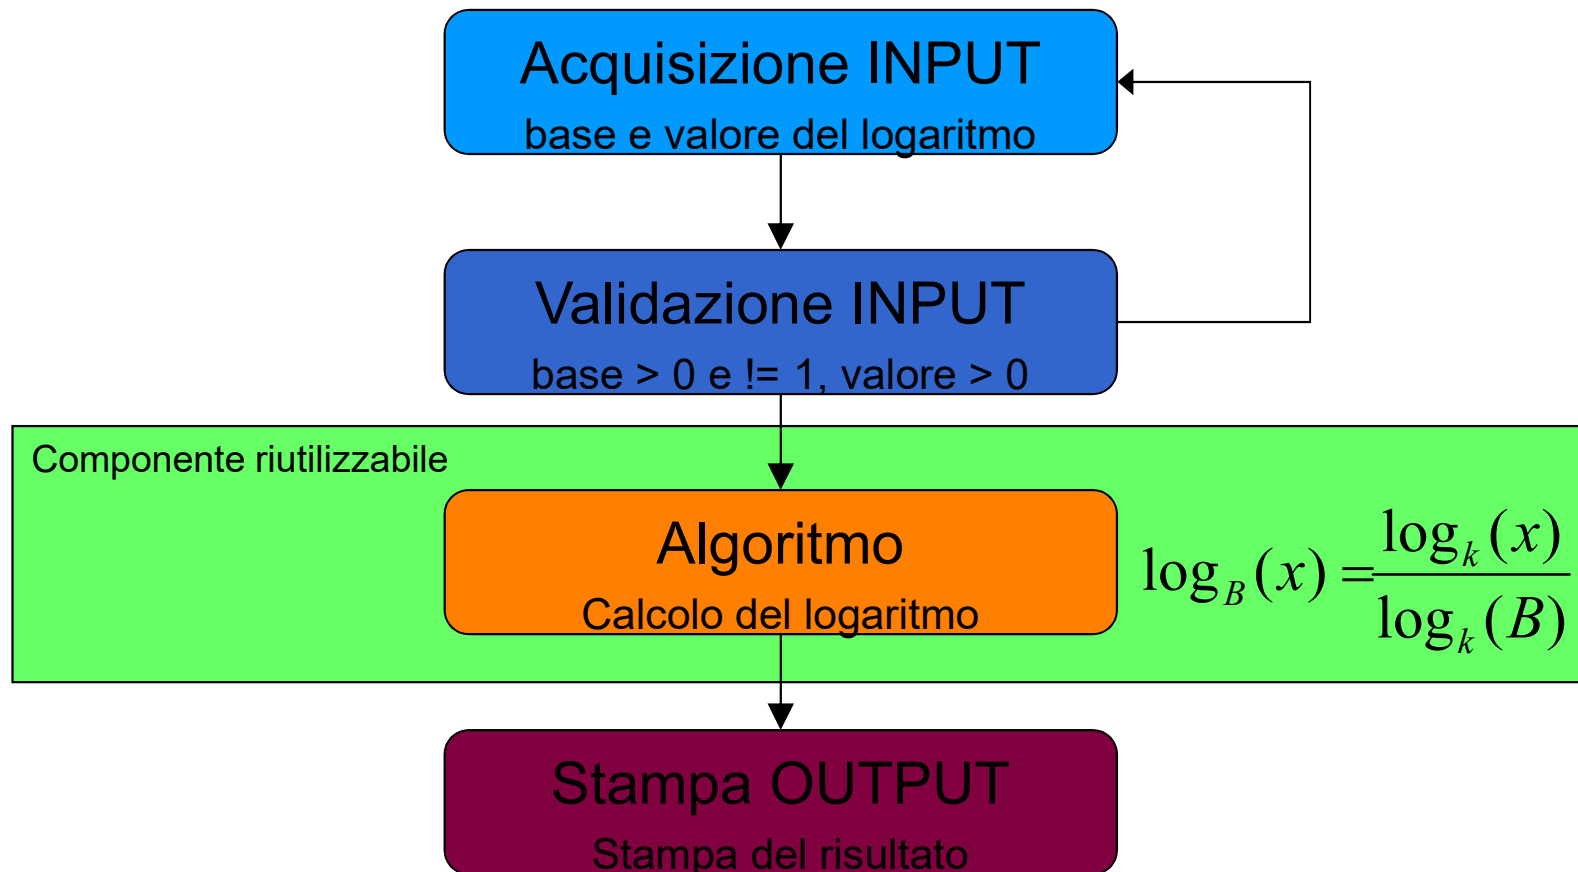 Acquisizione INPUT
base e valore del logaritmo
Validazione INPUT
base > 0 e != 1, valore > 0
Componente riutilizzabile
Algoritmo
Calcolo del logaritmo
log_B(x) = log_k(x) / log_k(B)
Stampa OUTPUT
Stampa del risultato